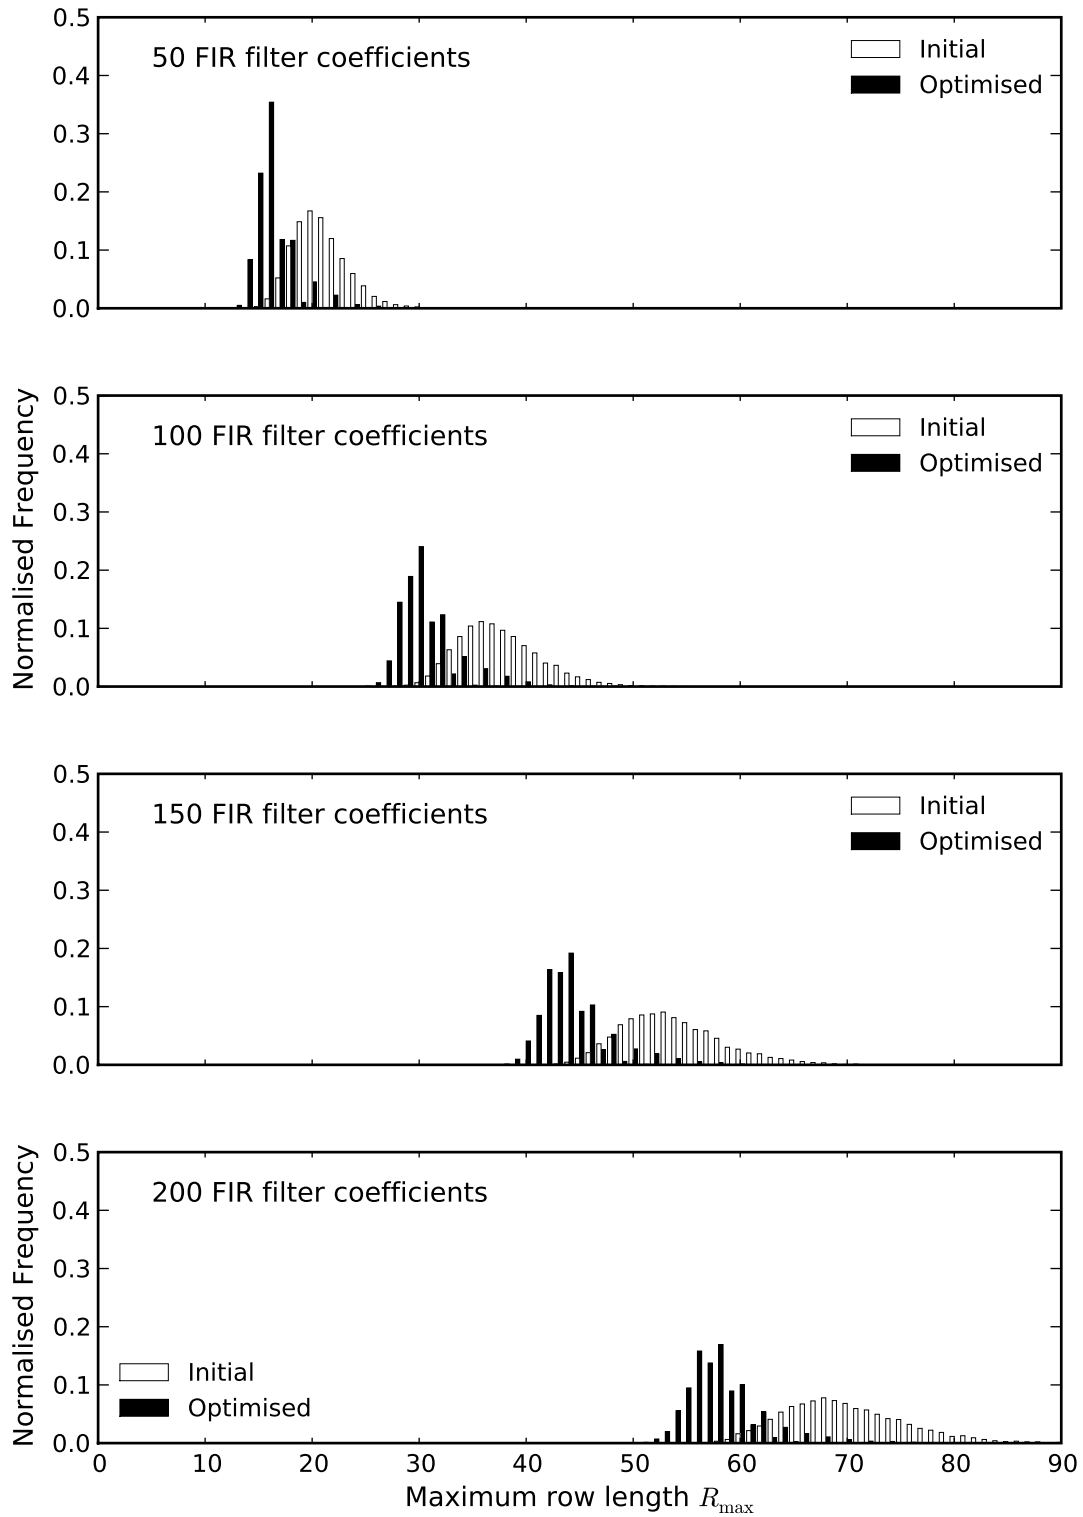 0.5
50 FIR filter coefficients
Initial
0.4
Optimised
0.3
0.2
0.1
0.0
0.5
100 FIR filter coefficients
Initial
0.4
Optimised
0.3
0.2
0.1
0.0
Normalised Frequency
0.5
150 FIR filter coefficients
Initial
0.4
Optimised
0.3
0.2
0.1
0.0
0.5
200 FIR filter coefficients
0.4
0.3
0.2
Initial
0.1
Optimised
0.0
Normalised Frequency
0 10 20 30 40 50 60 70 80 90
Maximum row length R_max